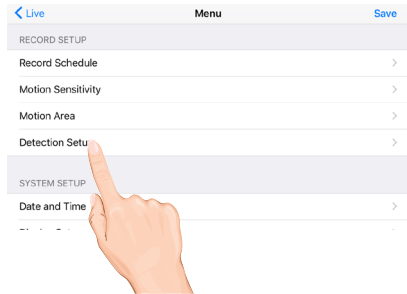 Live
Menu
Save
RECORD SETUP
Record Schedule
Motion Sensitivity
Motion Area
Detection Setu
SYSTEM SETUP
Date and Time